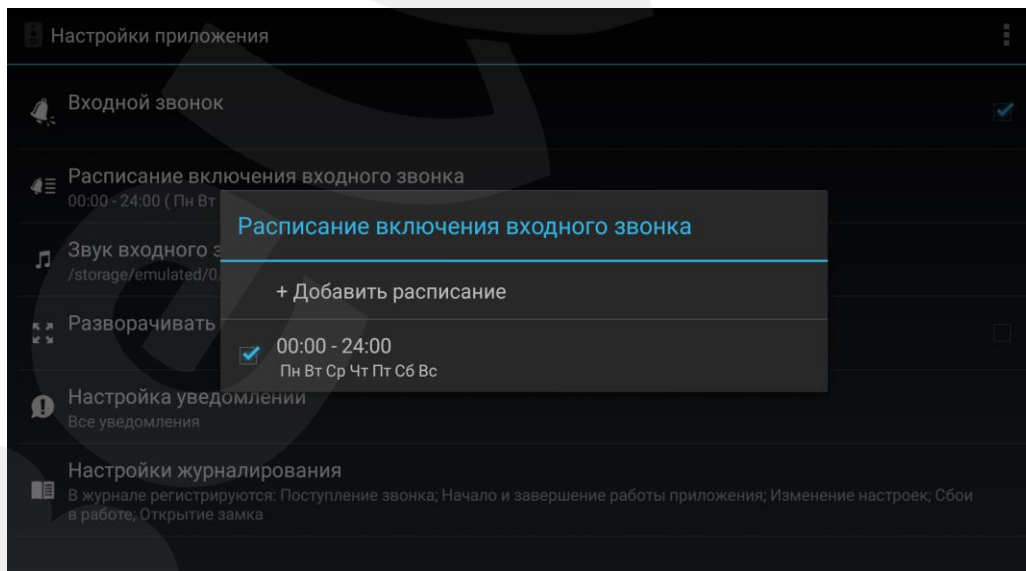 Настройки приложения
Входной звонок
Расписание включения входного звонка
00:00 - 24:00 ( Пн Вт
Расписание включения входного звонка
Звук входного з
/storage/emulated/0/
+ Добавить расписание
Разворачивать
00:00 - 24:00
Пн Вт Ср Чт Пт Сб Вс
Настройка уведомлений
Все уведомления
Настройки журналирования
В журнале регистрируются: Поступление звонка; Начало и завершение работы приложения; Изменение настроек; Сбои
в работе; Открытие замка